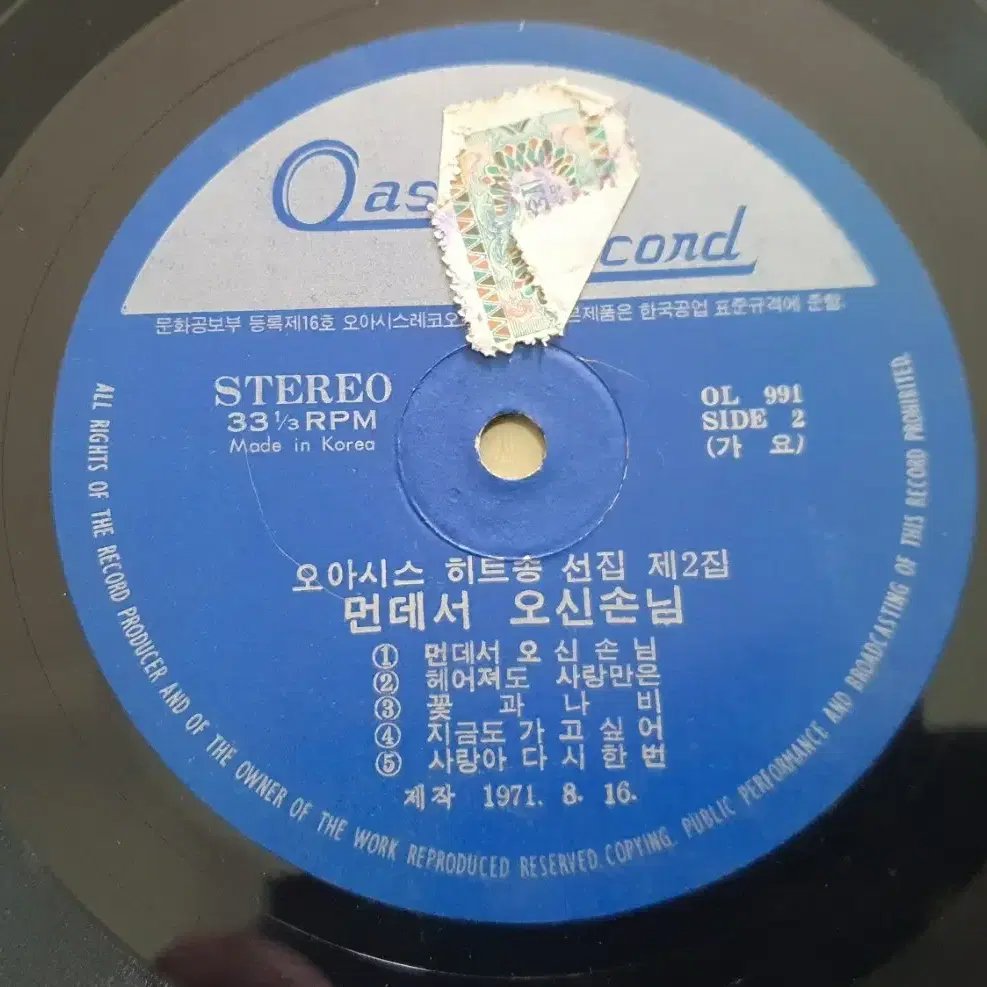 Oas cord
문화공보부 등록제16호 오아시스레코오 제품은 한국공업 표준규격에 준함.
STEREO
33 1/3 RPM
Made in Korea
OL 991
SIDE 2
(가 요)
오아시스 히트송 선집 제2집
먼데서 오신손님
① 먼데서 오 신 손 님
② 헤어져도 사랑만은
③ 꽃 과 나 비
④ 지금도 가 고 싶 어
⑤ 사랑아 다 시 한 번
제작 1971. 8. 16.
ALL RIGHTS OF THE RECORD PRODUCER AND OF THE OWNER OF THE WORK REPRODUCED RESERVED. COPYING. PUBLIC PERFORMANCE AND BROADCASTING OF THIS RECORD PROHIBITED.